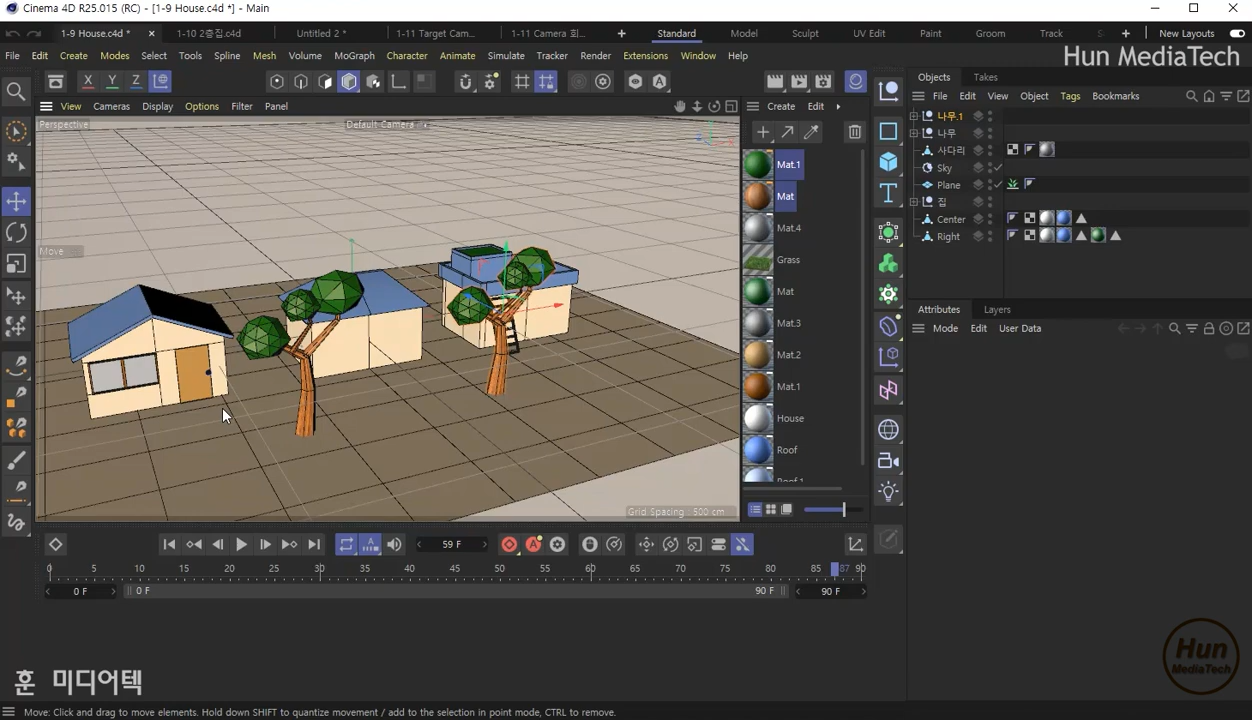 Cinema 4D R25.015 (RC) - [1-9 House.c4d *] - Main
1-9 House.c4d *
1-10 2층집.c4d
Untitled 2 *
1-11 Target Cam...
1-11 Camera 회...
Standard
Model
Sculpt
UV Edit
Paint
Groom
Track
New Layouts
File Edit Create Modes Select Tools Spline Mesh Volume MoGraph Character Animate Simulate Tracker Render Extensions Window Help
Hun MediaTech
X Y Z
Objects Takes
View Cameras Display Options Filter Panel
Create Edit
File Edit View Object Tags Bookmarks
Perspective
Default Camera
Move
Grid Spacing : 500 cm
Mat.1
Mat
Mat.4
Grass
Mat
Mat.3
Mat.2
Mat.1
House
Roof
나무.1
나무
사다리
Sky
Plane
집
Center
Right
Attributes Layers
Mode Edit User Data
59 F
0 5 10 15 20 25 30 35 40 45 50 55 60 65 70 75 80 85 87 90
0 F
0 F
90 F
90 F
훈 미디어텍
Hun
MediaTech
Move: Click and drag to move elements. Hold down SHIFT to quantize movement / add to the selection in point mode, CTRL to remove.